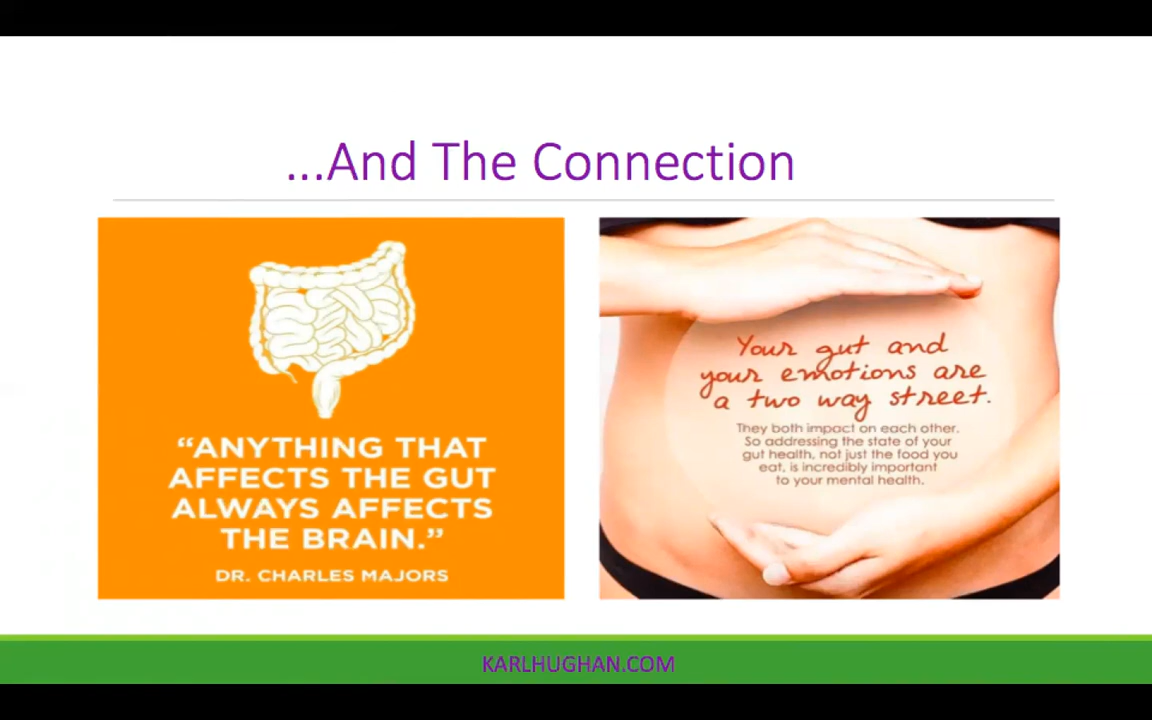 ...And The Connection
“ANYTHING THAT
AFFECTS THE GUT
ALWAYS AFFECTS
THE BRAIN.”
DR. CHARLES MAJORS
Your gut and
your emotions are
a two way street.
They both impact on each other.
So addressing the state of your
gut health, not just the food you
eat, is incredibly important
to your mental health.
KARLHUGHAN.COM